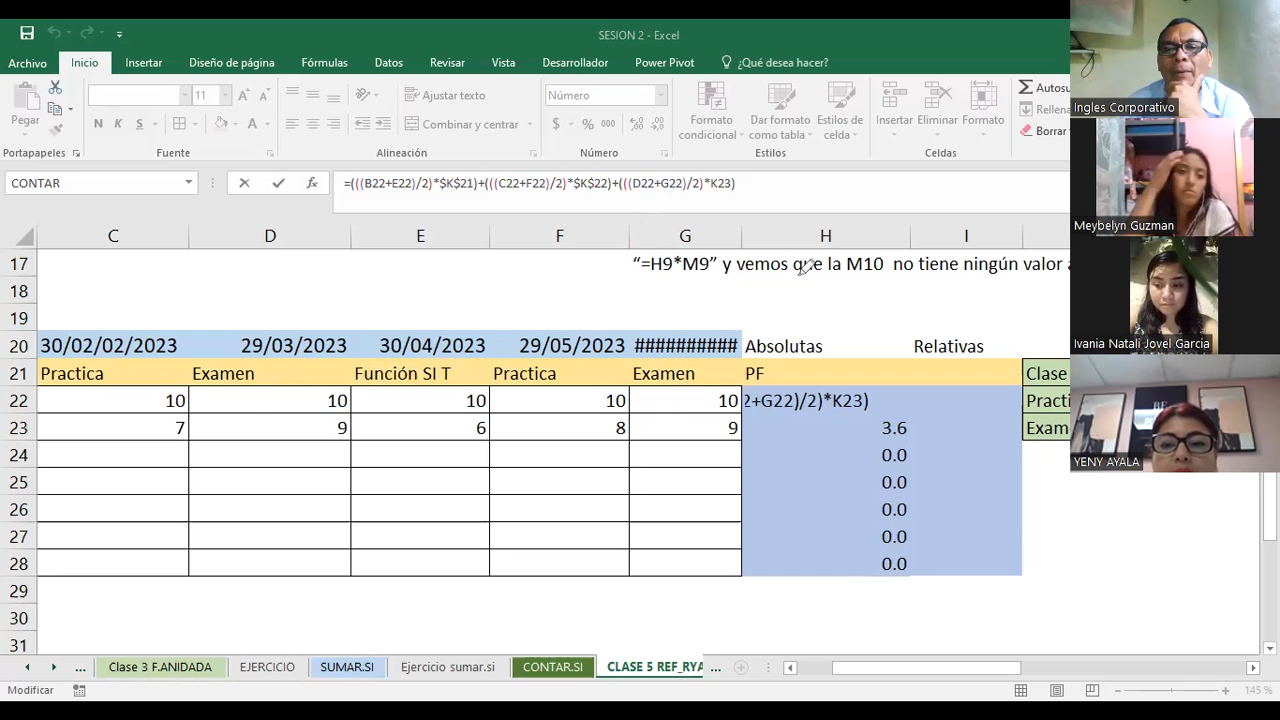 SESION 2 - Excel
Archivo Inicio Insertar Diseño de página Fórmulas Datos Revisar Vista Desarrollador Power Pivot ¿Qué desea hacer?
11 Ajustar texto Número Autosu
Pegar N K S Combinar y centrar $ % 000 Formato condicional Dar formato como tabla Estilos de celda Insertar Eliminar Formato Rellena
Borrar
Portapapeles Fuente Alineación Número Estilos Celdas
CONTAR =(((B22+E22)/2)*$K$21)+(((C22+F22)/2)*$K$22)+(((D22+G22)/2)*K23)
C D E F G H I
17 “=H9*M9” y vemos que la M10 no tiene ningún valor a
18
19
20 30/02/02/2023 29/03/2023 30/04/2023 29/05/2023 ########## Absolutas Relativas
21 Practica Examen Función SI T Practica Examen PF Clase
22 10 10 10 10 10 2+G22)/2)*K23) Practi
23 7 9 6 8 9 3.6 Exam
24 0.0
25 0.0
26 0.0
27 0.0
28 0.0
29
30
31
... Clase 3 F.ANIDADA EJERCICIO SUMAR.SI Ejercicio sumar.si CONTAR.SI CLASE 5 REF_RYA ...
Modificar 145 %
Ingles Corporativo
Meybelyn Guzman
Ivania Natali Jovel Garcia
YENY AYALA